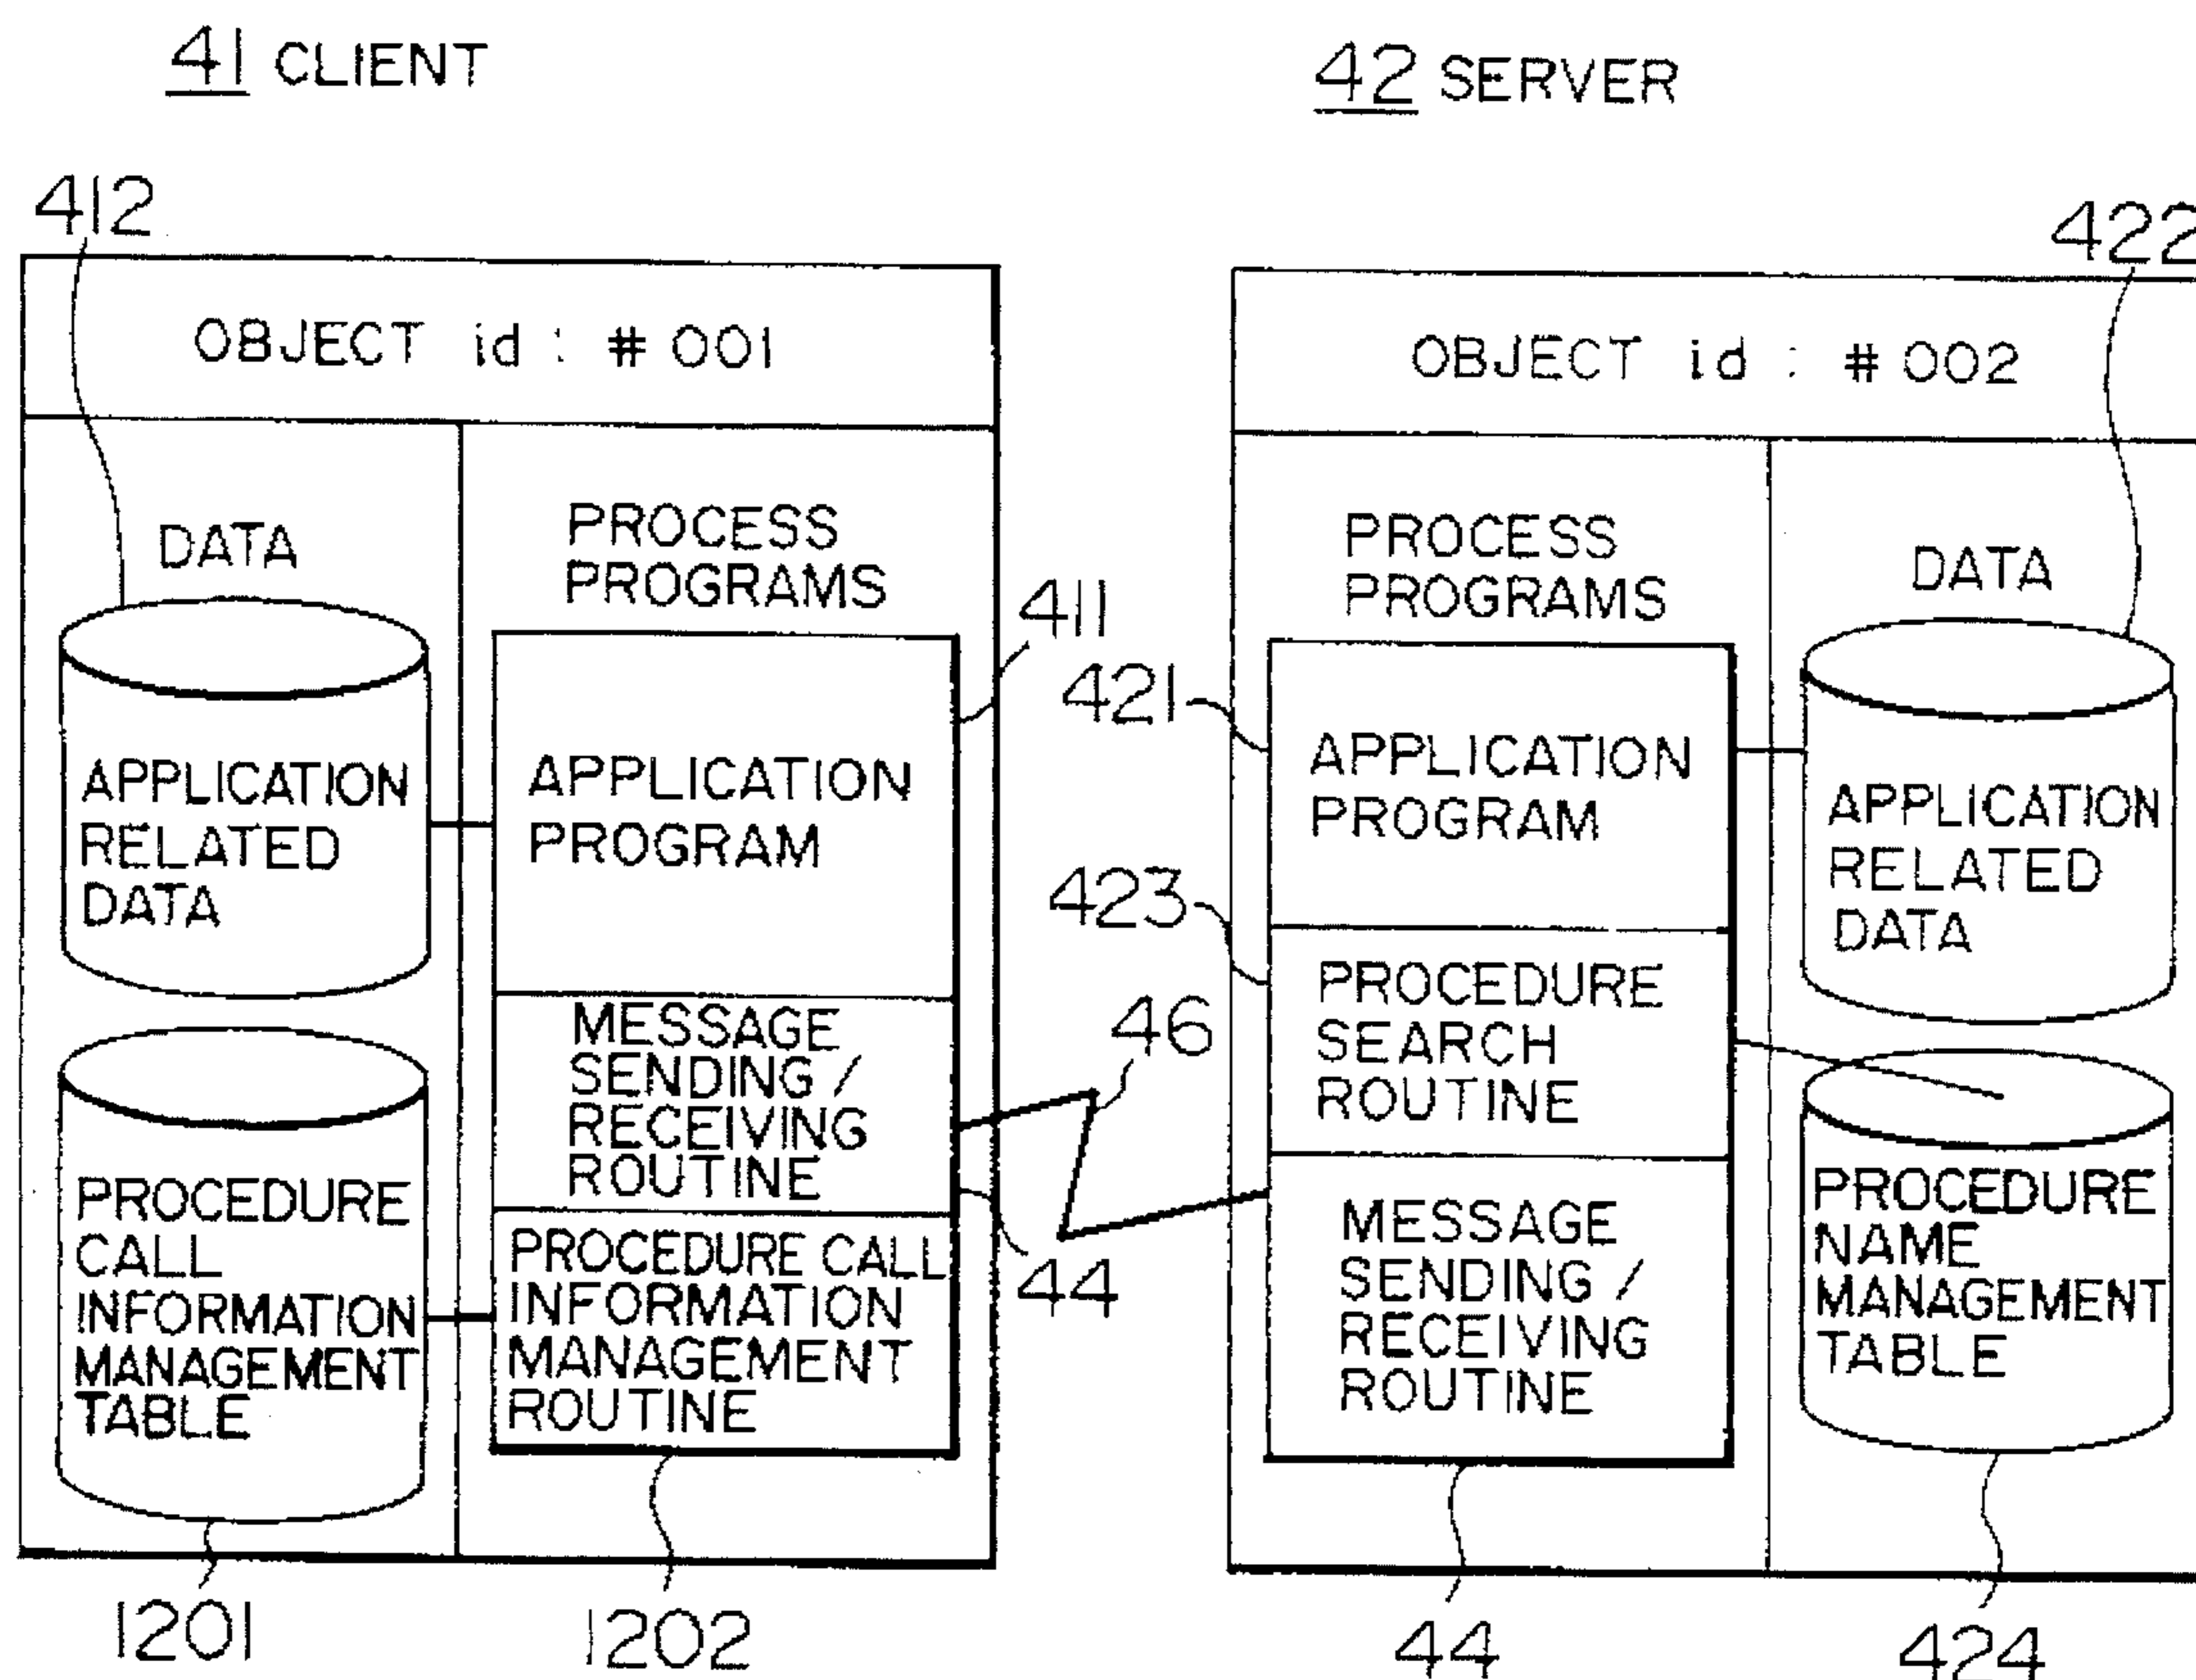 41 CLIENT
42 SERVER
412
422
OBJECT id : # 001
OBJECT id : # 002
DATA
PROCESS
PROGRAMS
411
APPLICATION
RELATED
DATA
APPLICATION
PROGRAM
MESSAGE
SENDING /
RECEIVING
ROUTINE
46
PROCEDURE
CALL
INFORMATION
MANAGEMENT
TABLE
PROCEDURE CALL
INFORMATION
MANAGEMENT
ROUTINE
44
1201
1202
PROCESS
PROGRAMS
DATA
421
APPLICATION
PROGRAM
APPLICATION
RELATED
DATA
423
PROCEDURE
SEARCH
ROUTINE
MESSAGE
SENDING /
RECEIVING
ROUTINE
PROCEDURE
NAME
MANAGEMENT
TABLE
44
424